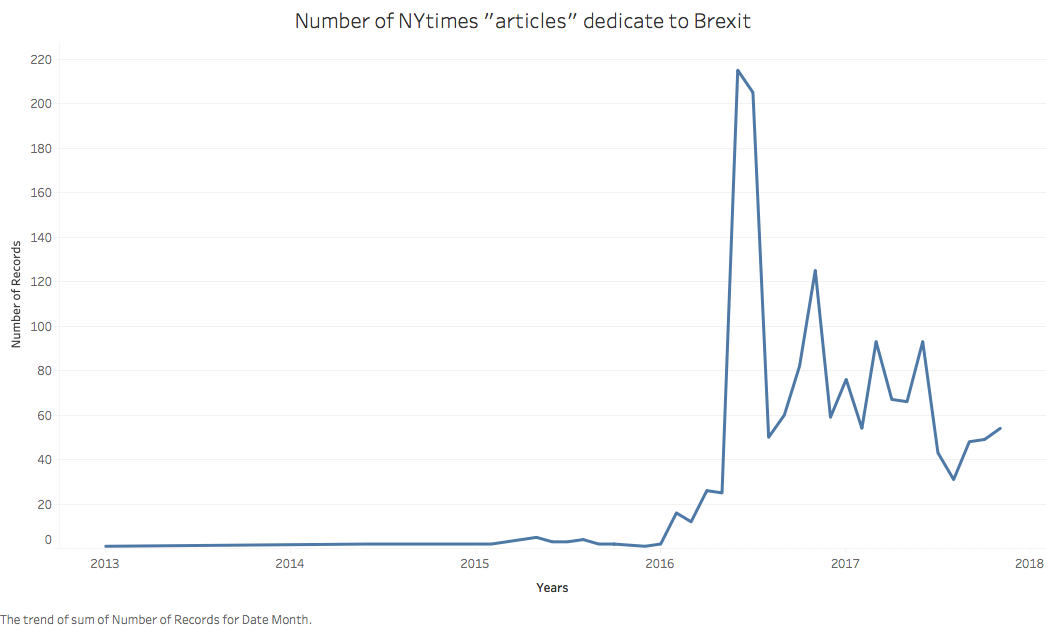 Number of NYtimes "articles" dedicate to Brexit
220
200
180
160
140
120
100
80
60
40
20
0
Number of Records
2013 2014 2015 2016 2017 2018
Years
The trend of sum of Number of Records for Date Month.